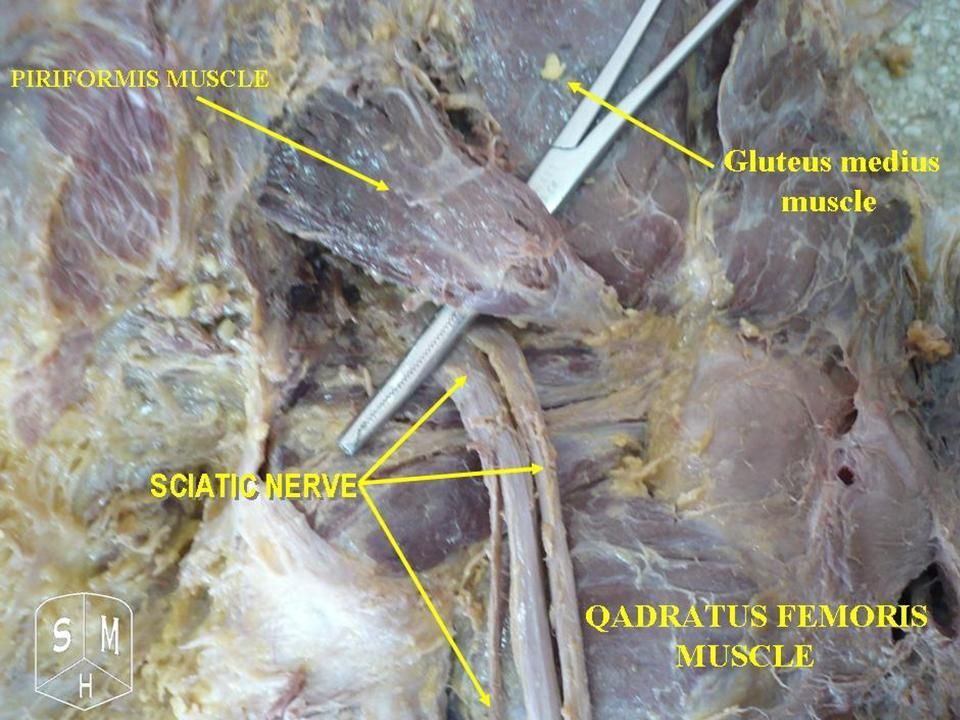 PIRIFORMIS MUSCLE
Gluteus medius
muscle
SCIATIC NERVE
QADRATUS FEMORIS
MUSCLE
S M
H